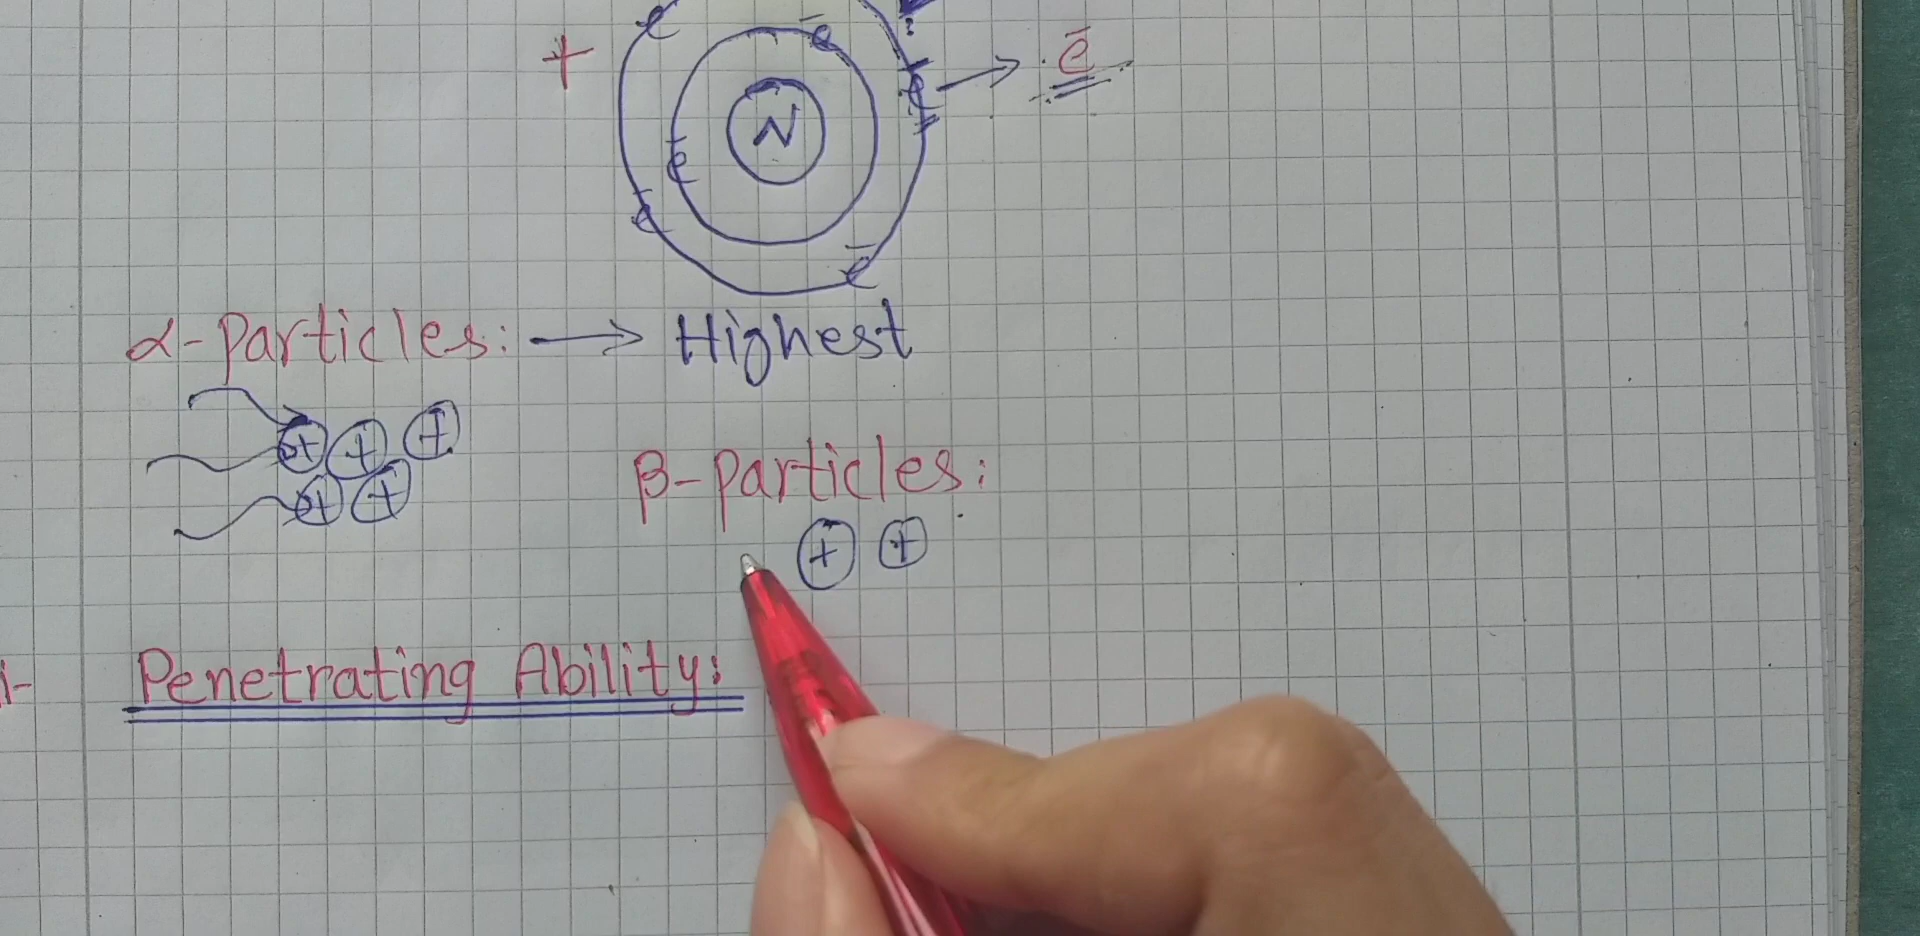 e ē
+ ē → ē
N
ē
ē
ē
α-Particles: → Highest
+ + +
+ +
β-Particles:
+ +
Penetrating Ability: